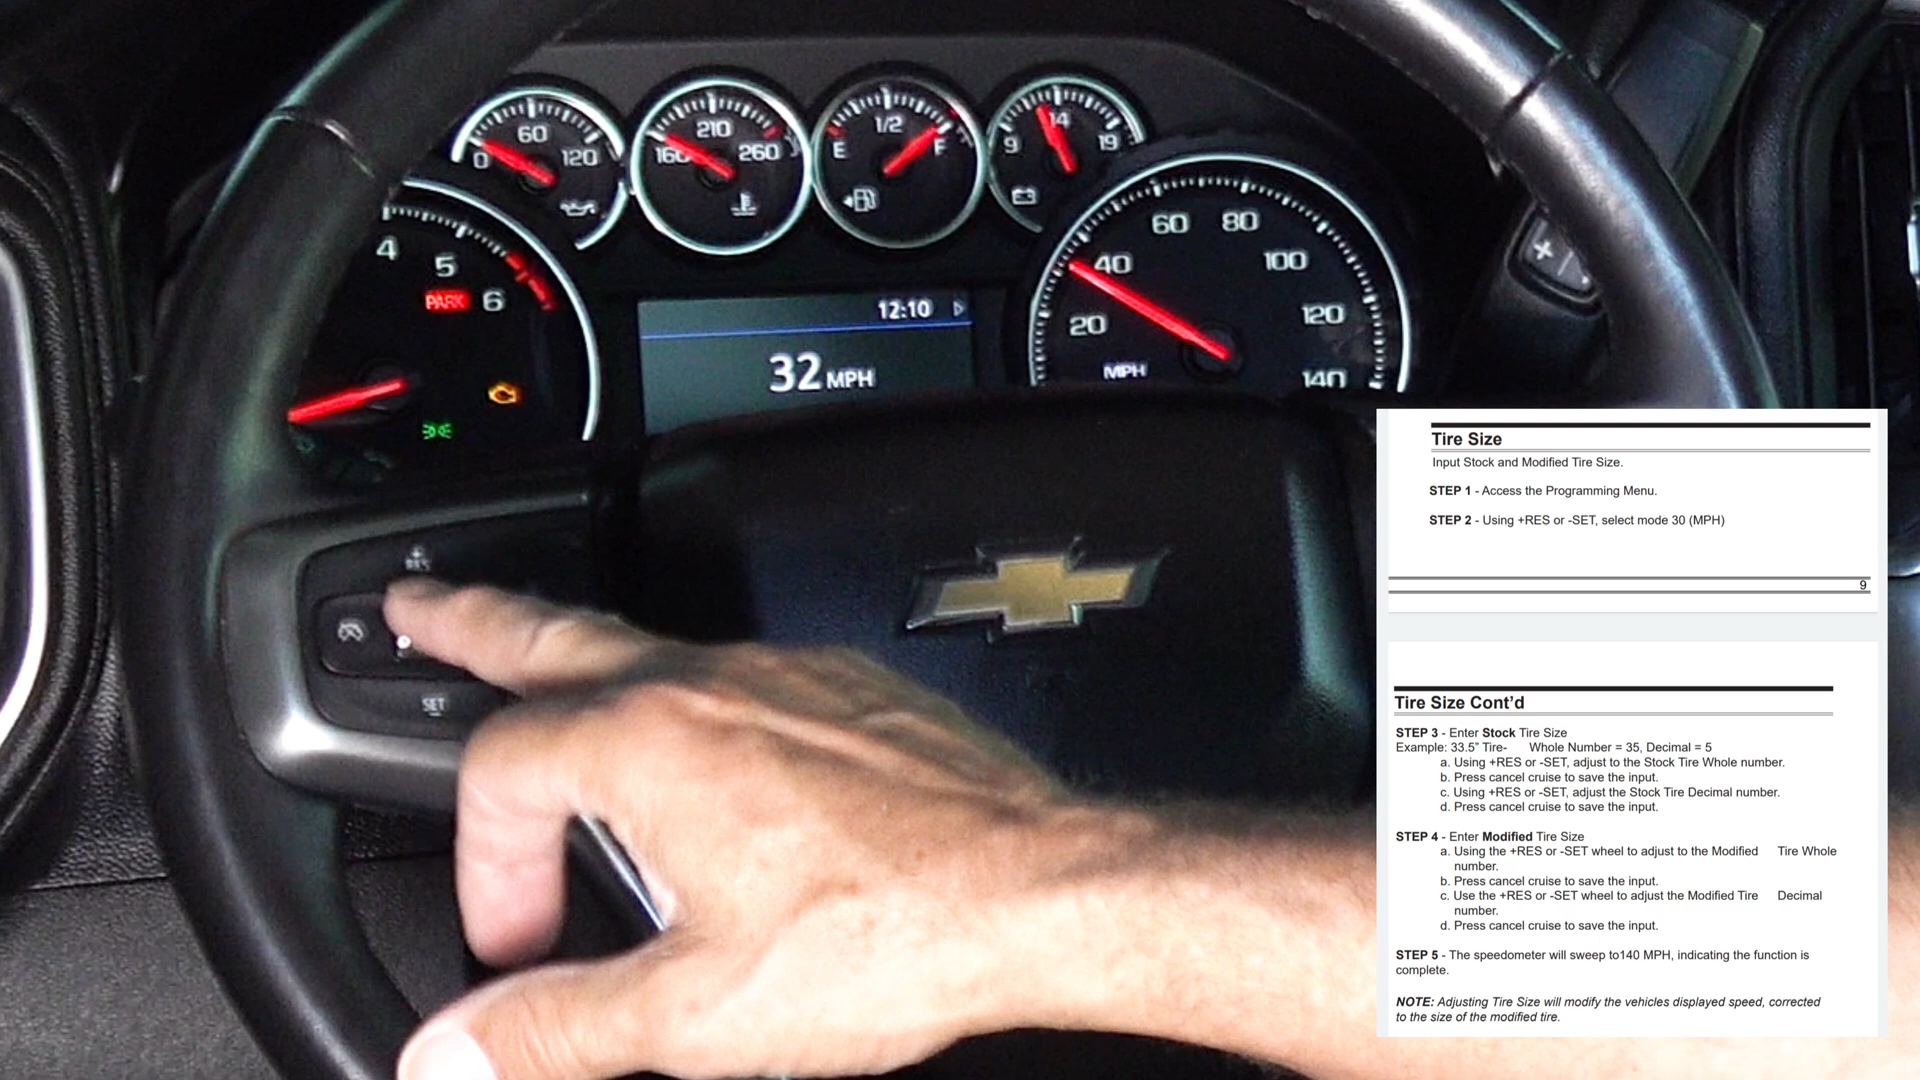 60
0
120
210
160
260
1/2
E
F
14
9
19
4
5
PARK 6
12:10
32 MPH
60
80
40
100
20
120
MPH
140
+
RES
SET
Tire Size
Input Stock and Modified Tire Size.
STEP 1 - Access the Programming Menu.
STEP 2 - Using +RES or -SET, select mode 30 (MPH)
9
Tire Size Cont'd
STEP 3 - Enter Stock Tire Size
Example: 33.5" Tire- Whole Number = 35, Decimal = 5
a. Using +RES or -SET, adjust to the Stock Tire Whole number.
b. Press cancel cruise to save the input.
c. Using +RES or -SET, adjust the Stock Tire Decimal number.
d. Press cancel cruise to save the input.
STEP 4 - Enter Modified Tire Size
a. Using the +RES or -SET wheel to adjust to the Modified Tire Whole
number.
b. Press cancel cruise to save the input.
c. Use the +RES or -SET wheel to adjust the Modified Tire Decimal
number.
d. Press cancel cruise to save the input.
STEP 5 - The speedometer will sweep to140 MPH, indicating the function is
complete.
NOTE: Adjusting Tire Size will modify the vehicles displayed speed, corrected
to the size of the modified tire.